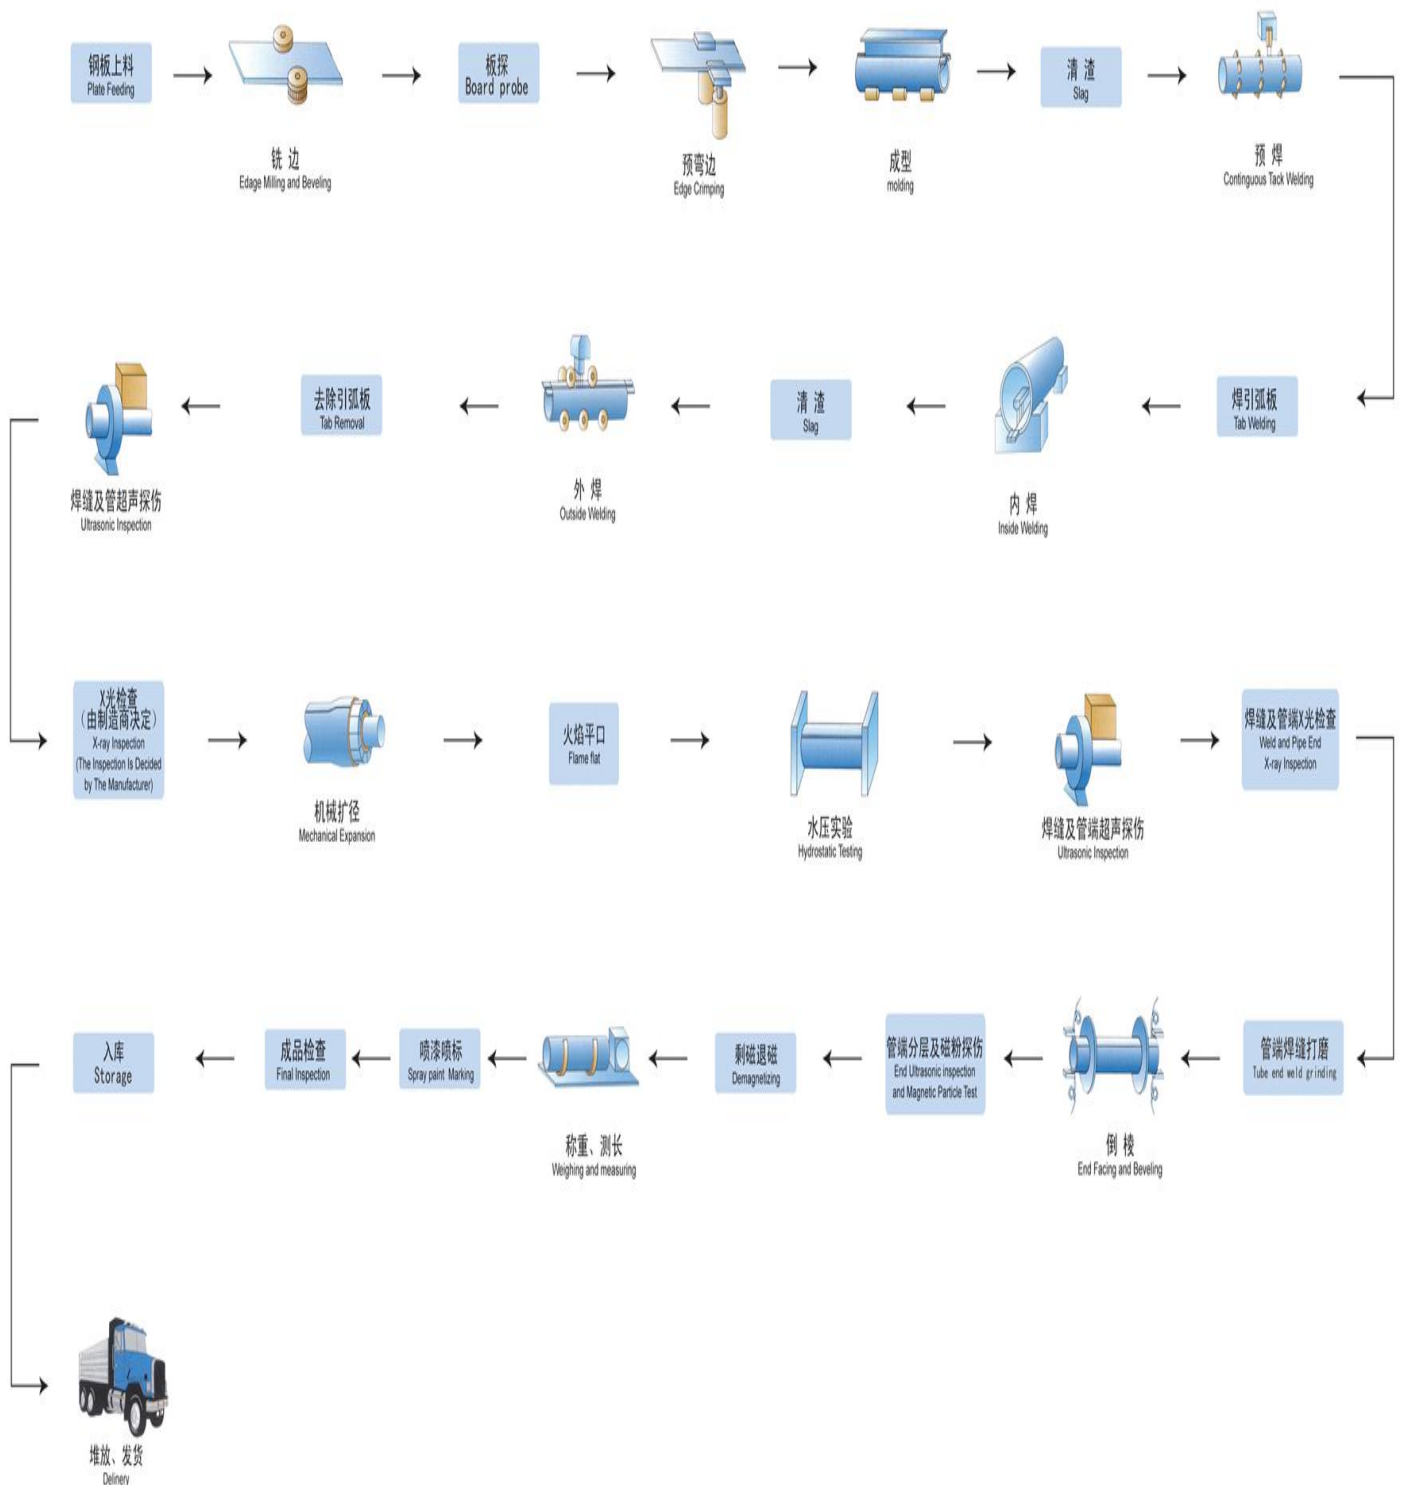 钢板上料
Plate Feeding
铣 边
Edage Milling and Beveling
板探
Board probe
预弯边
Edge Crimping
成型
molding
清 渣
Slag
预 焊
Continguous Tack Welding
焊引弧板
Tab Welding
内 焊
Inside Welding
清 渣
Slag
外 焊
Outside Welding
去除引弧板
Tab Removal
焊缝及管超声探伤
Ultrasonic Inspection
X光检查
（由制造商决定）
X-ray Inspection
(The Inspection Is Decided
by The Manufacturer)
机械扩径
Mechanical Expansion
火焰平口
Flame flat
水压实验
Hydrostatic Testing
焊缝及管端超声探伤
Ultrasonic Inspection
焊缝及管端X光检查
Weld and Pipe End
X-ray Inspection
管端焊缝打磨
Tube end weld grinding
倒 棱
End Facing and Beveling
管端分层及磁粉探伤
End Ultrasonic inspection
and Magnetic Particle Test
剩磁退磁
Demagnetizing
称重、测长
Weighing and measuring
喷漆喷标
Spray paint Marking
成品检查
Final Inspection
入库
Storage
堆放、发货
Delinery